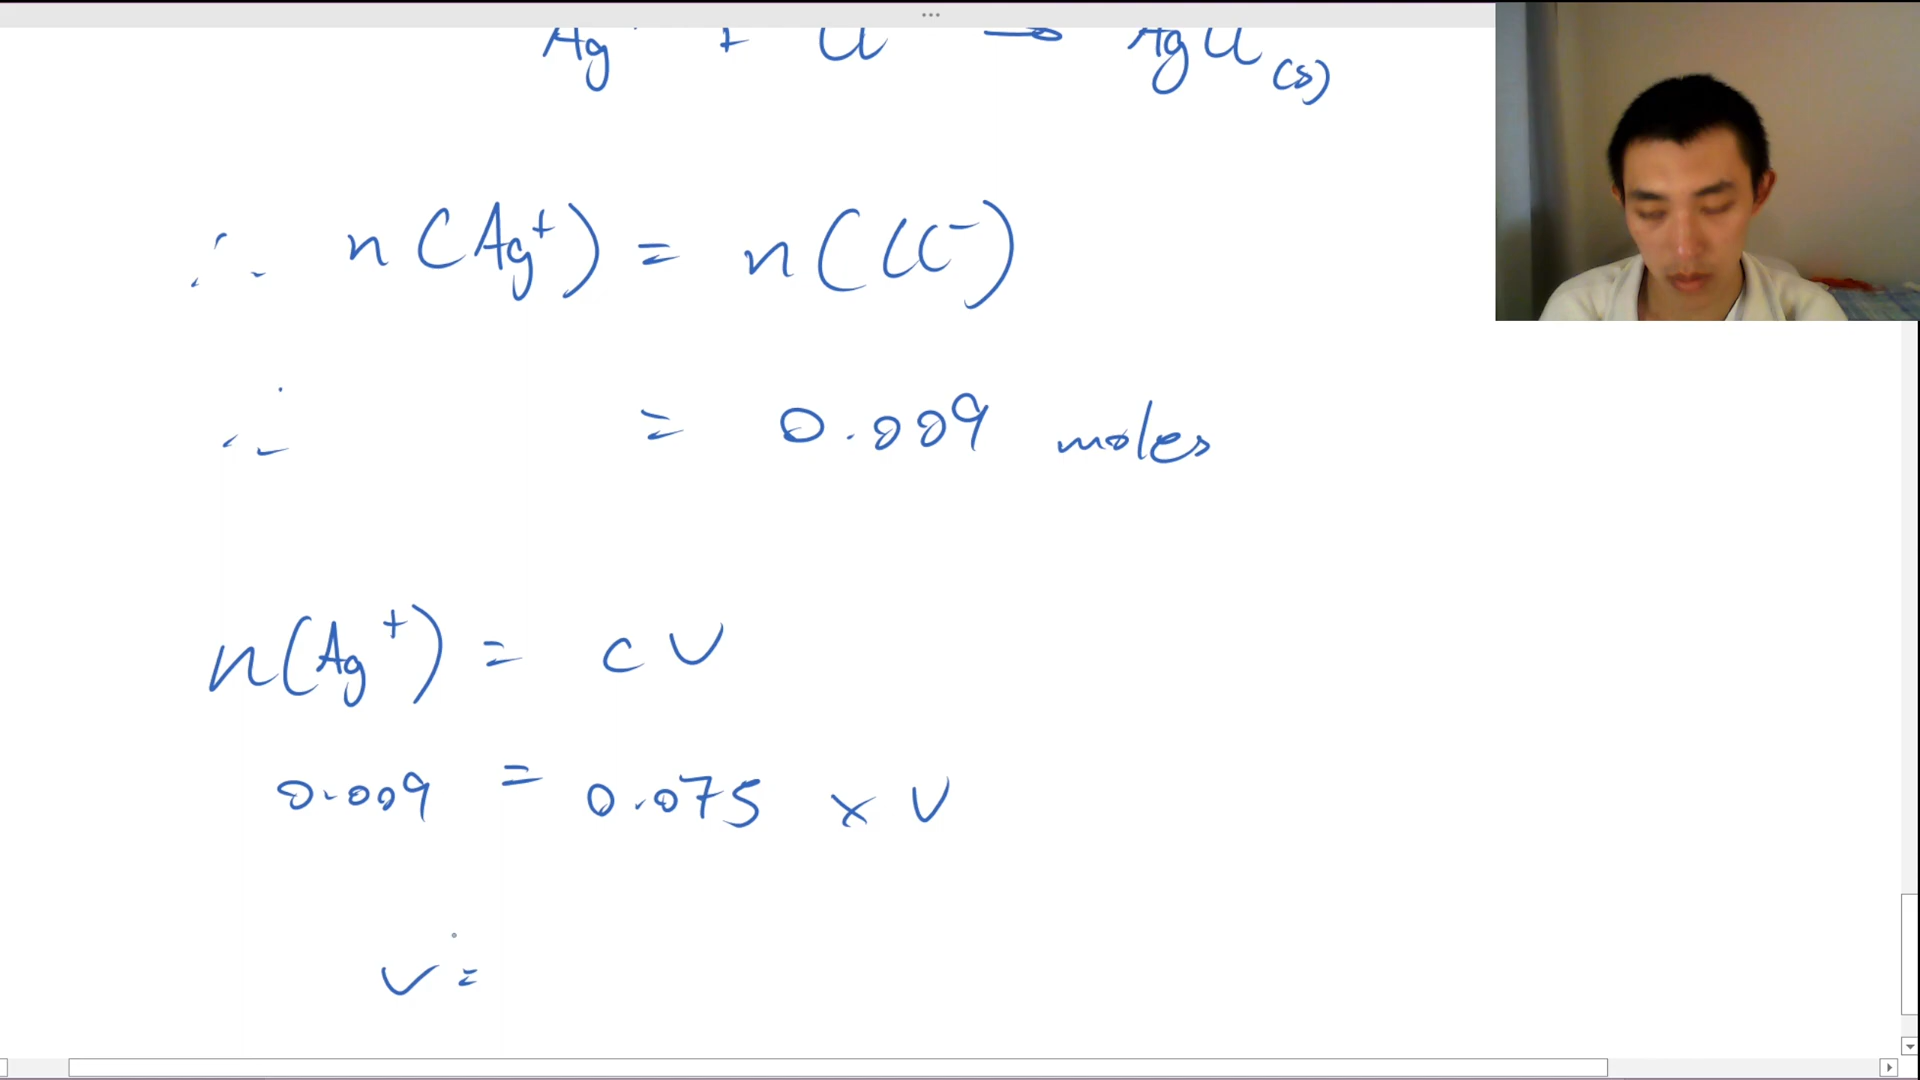 Ag + Cl → AgCl (s)
∴ n(Ag⁺) = n(Cl⁻)
∴ = 0.009 moles
n(Ag⁺) = cV
0.009 = 0.075 × V
V =